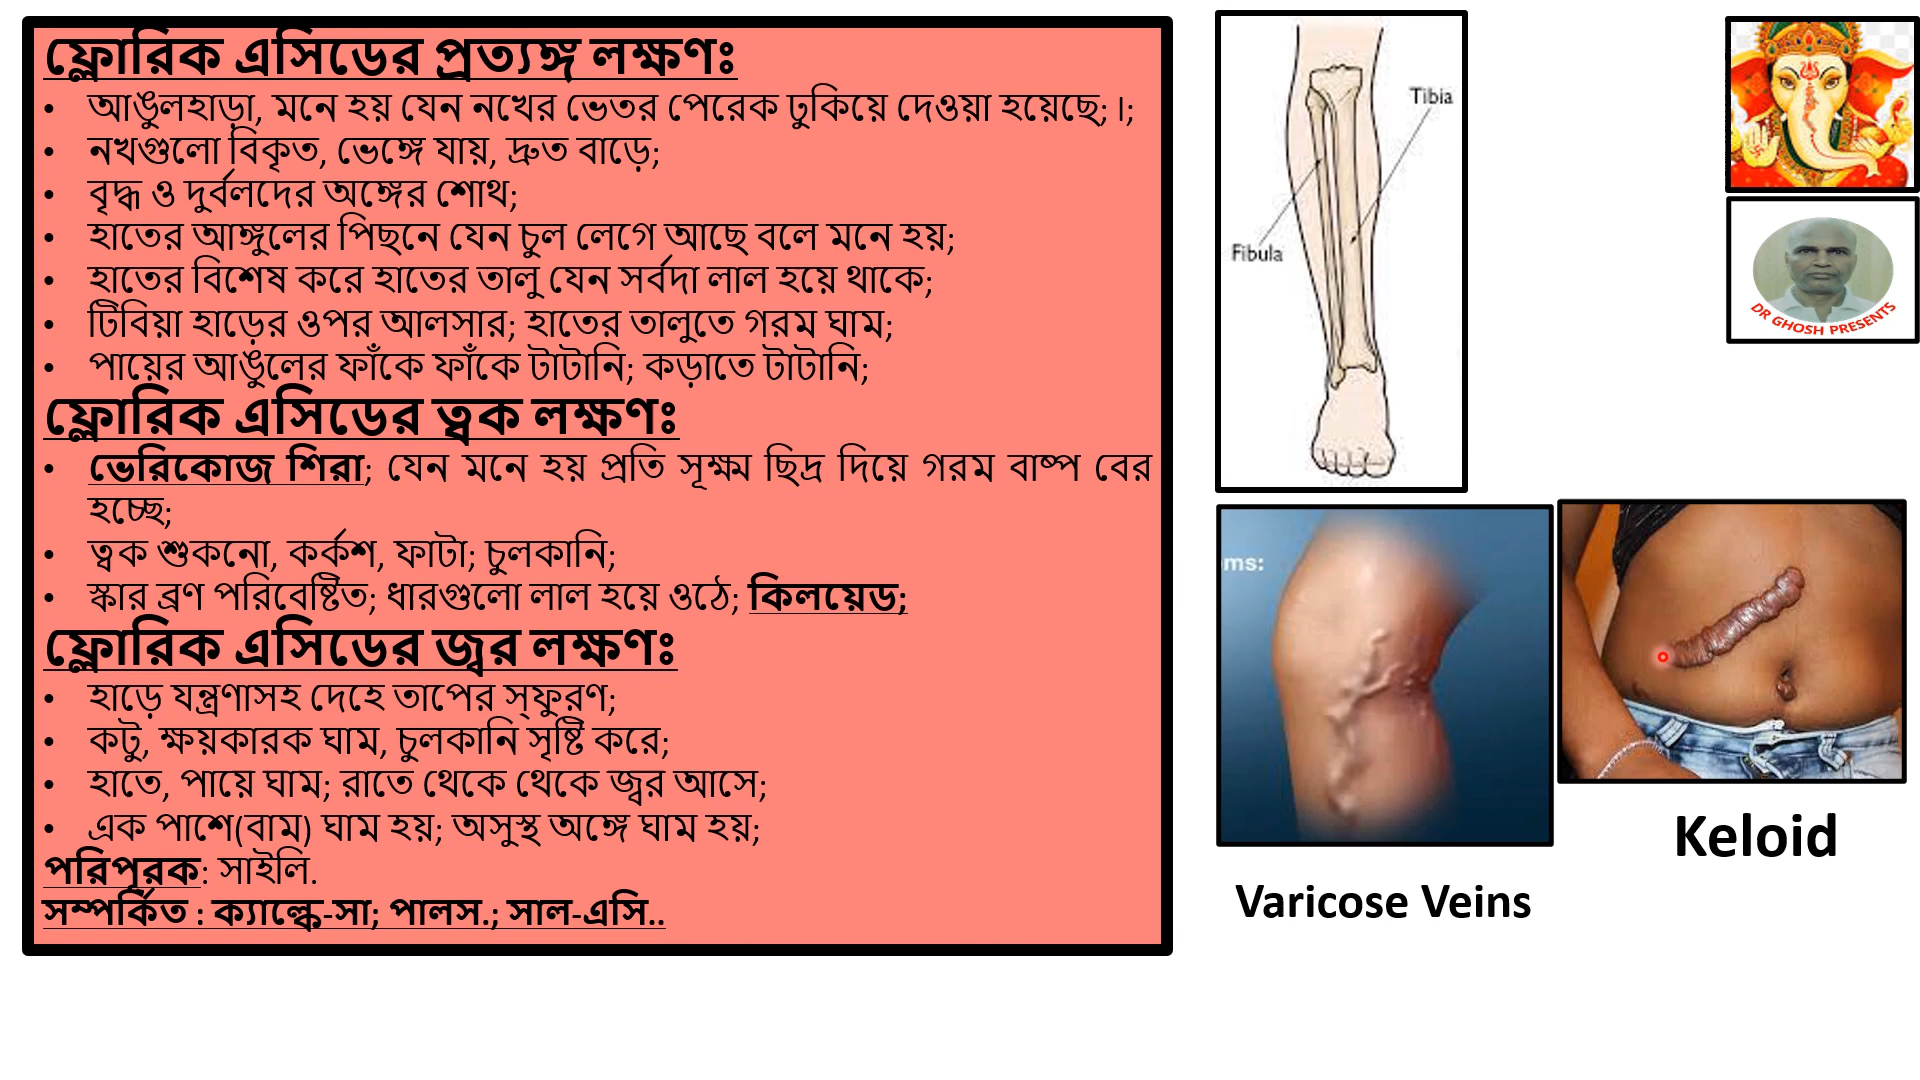 ফ্লোরিক এসিডের প্রত্যঙ্গ লক্ষণঃ
• আঙুলহাড়া, মনে হয় যেন নখের ভেতর পেরেক ঢুকিয়ে দেওয়া হয়েছে;।;
• নখগুলো বিকৃত, ভেঙ্গে যায়, দ্রুত বাড়ে;
• বৃদ্ধ ও দুর্বলদের অঙ্গের শোথ;
• হাতের আঙ্গুলের পিছনে যেন চুল লেগে আছে বলে মনে হয়;
• হাতের বিশেষ করে হাতের তালু যেন সর্বদা লাল হয়ে থাকে;
• টিবিয়া হাড়ের ওপর আলসার; হাতের তালুতে গরম ঘাম;
• পায়ের আঙুলের ফাঁকে ফাঁকে টাটানি; কড়াতে টাটানি;
ফ্লোরিক এসিডের ত্বক লক্ষণঃ
• ভেরিকোজ শিরা; যেন মনে হয় প্রতি সূক্ষ্ম ছিদ্র দিয়ে গরম বাষ্প বের
হচ্ছে;
• ত্বক শুকনো, কর্কশ, ফাটা; চুলকানি;
• স্কার ব্রণ পরিবেষ্টিত; ধারগুলো লাল হয়ে ওঠে; কিলয়েড;
ফ্লোরিক এসিডের জ্বর লক্ষণঃ
• হাড়ে যন্ত্রণাসহ দেহে তাপের স্ফুরণ;
• কটু, ক্ষয়কারক ঘাম, চুলকানি সৃষ্টি করে;
• হাতে, পায়ে ঘাম; রাতে থেকে থেকে জ্বর আসে;
• এক পাশে(বাম) ঘাম হয়; অসুস্থ অঙ্গে ঘাম হয়;
পরিপূরক: সাইলি.
সম্পর্কিত : ক্যাল্কে-সা; পালস.; সাল-এসি..
Tibia
Fibula
DR GHOSH PRESENTS
ms:
Keloid
Varicose Veins